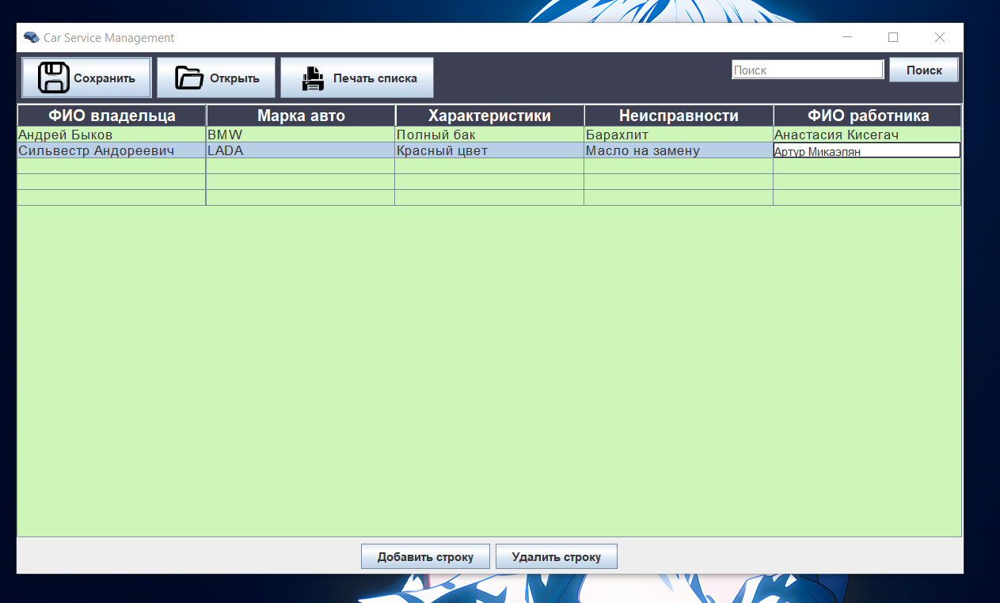 Car Service Management
Сохранить Открыть Печать списка Поиск Поиск
ФИО владельца Марка авто Характеристики Неисправности ФИО работника
Андрей Быков BMW Полный бак Барахлит Анастасия Кисегач
Сильвестр Андореевич LADA Красный цвет Масло на замену Артур Микаэлян
Добавить строку Удалить строку